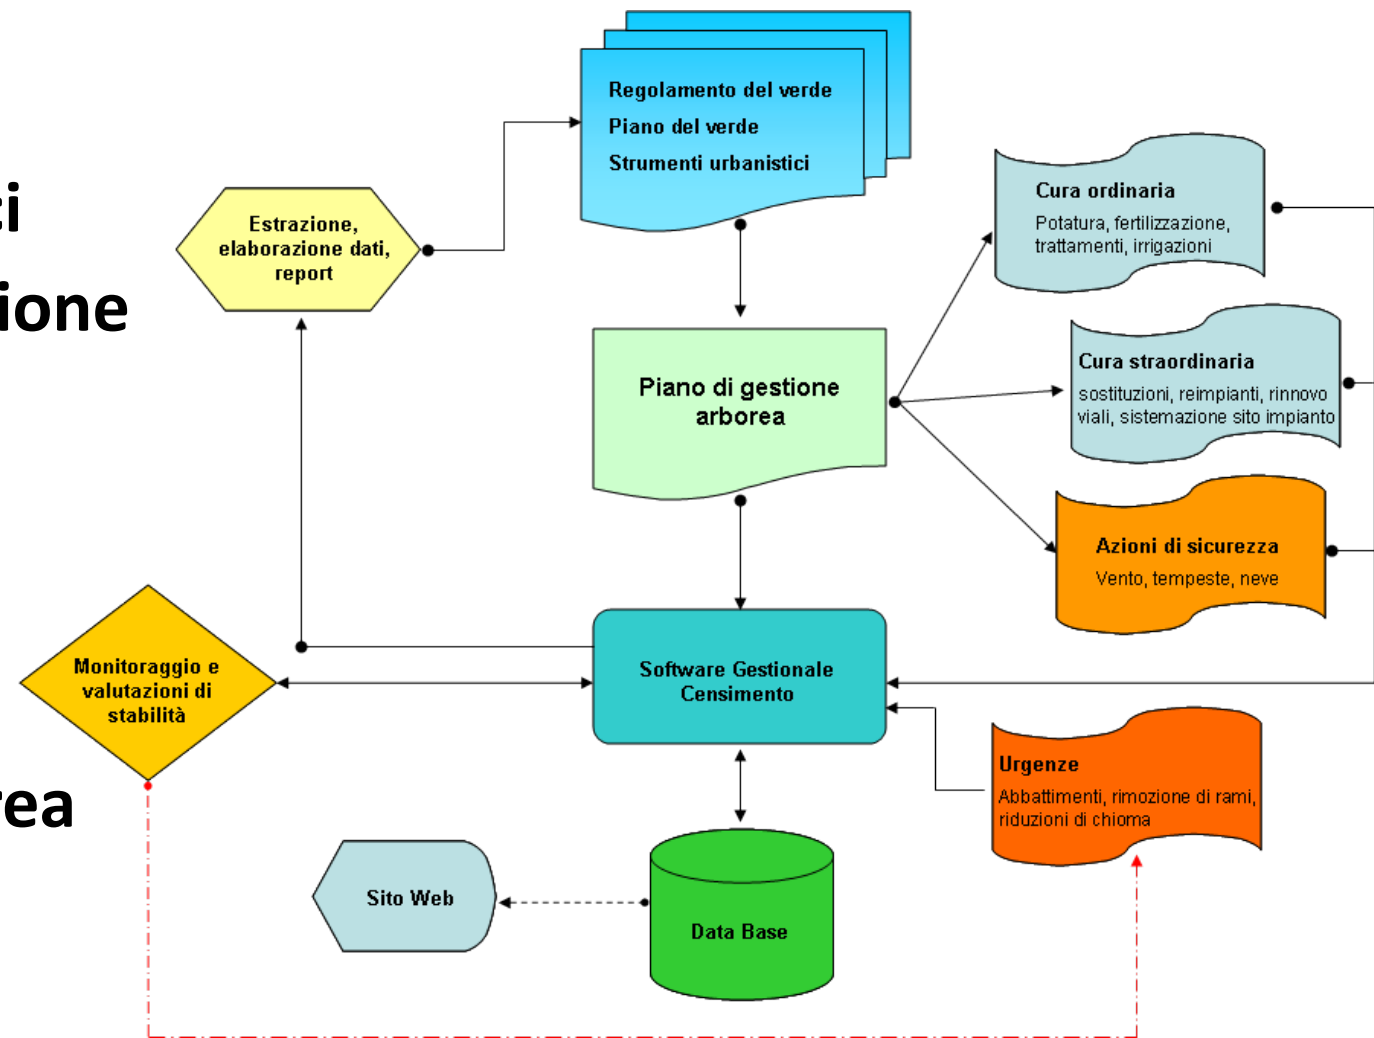 Regolamento del verde
Piano del verde
Strumenti urbanistici
Estrazione,
elaborazione dati,
report
ione
Cura ordinaria
Potatura, fertilizzazione,
trattamenti, irrigazioni
Cura straordinaria
sostituzioni, reimpianti, rinnovo
viali, sistemazione sito impianto
Piano di gestione
arborea
Azioni di sicurezza
Vento, tempeste, neve
Monitoraggio e
valutazioni di
stabilità
Software Gestionale
Censimento
Urgenze
Abbattimenti, rimozione di rami,
riduzioni di chioma
rea
Sito Web
Data Base